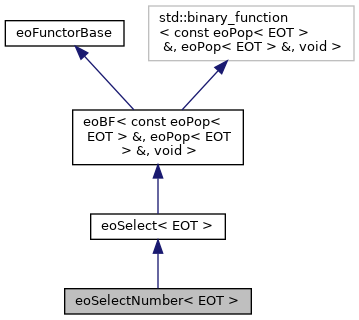 eoFunctorBase
std::binary_function
< const eoPop< EOT >
&, eoPop< EOT > &, void >
eoBF< const eoPop<
EOT > &, eoPop< EOT
> &, void >
eoSelect< EOT >
eoSelectNumber< EOT >